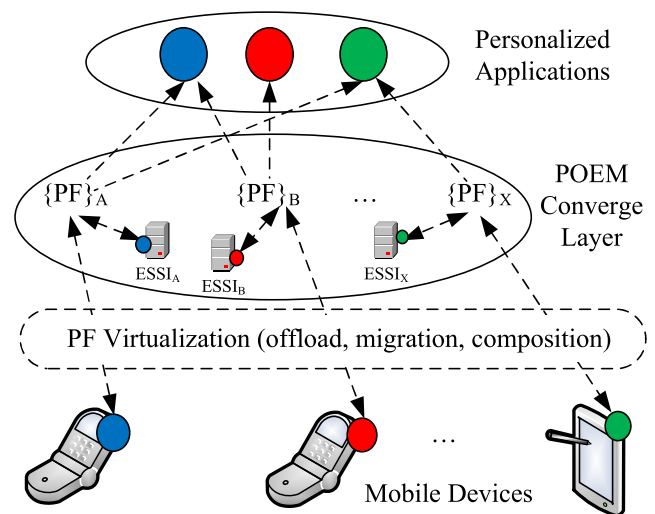 Personalized
Applications
{PF}A
{PF}B
...
{PF}X
POEM
Converge
Layer
ESSIA
ESSIB
ESSIX
PF Virtualization (offload, migration, composition)
...
Mobile Devices